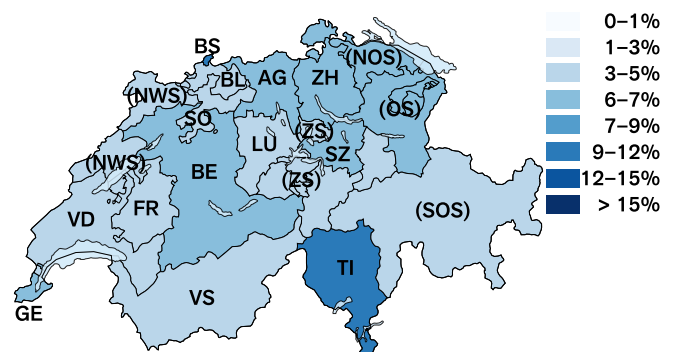 BS
(NWS)
BL
AG
ZH
(NOS)
SO
(OS)
(ZS)
LU
SZ
(NWS)
BE
(ZS)
VD
FR
(SOS)
TI
VS
GE
0–1%
1–3%
3–5%
6–7%
7–9%
9–12%
12–15%
> 15%